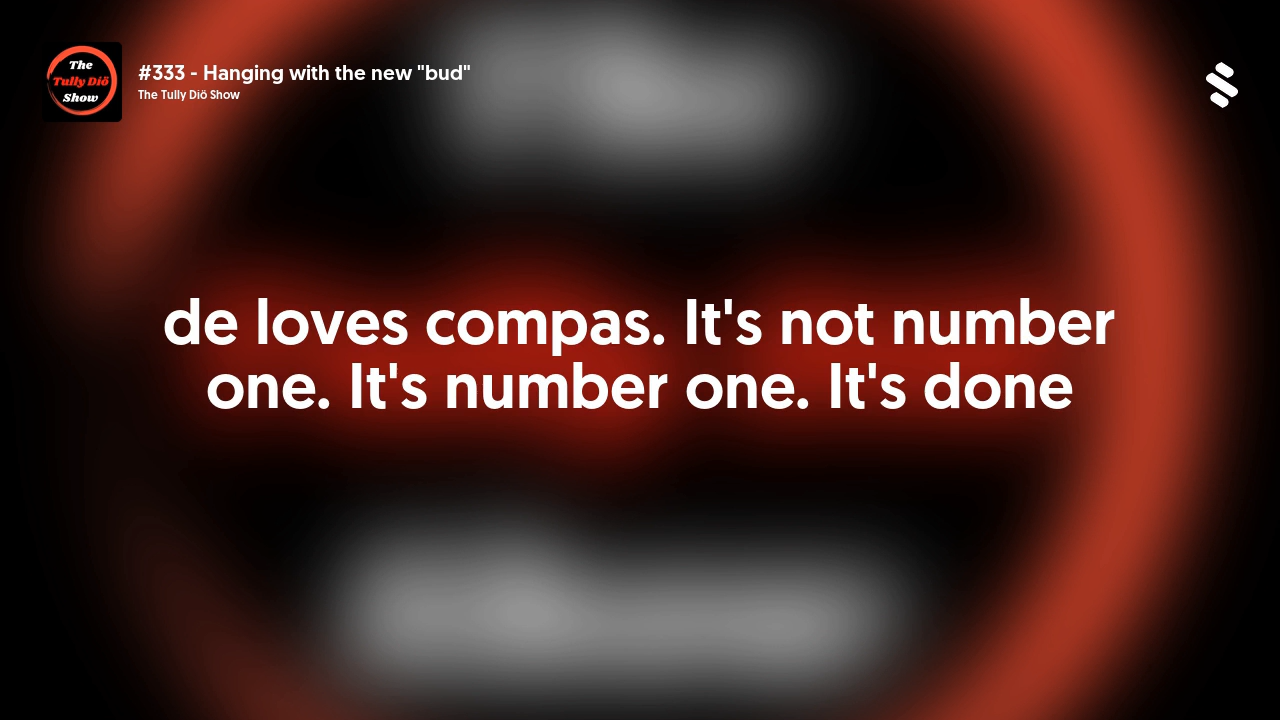 The
Tully Diö
Show
#333 - Hanging with the new "bud"
The Tully Diö Show
de loves compas. It's not number
one. It's number one. It's done